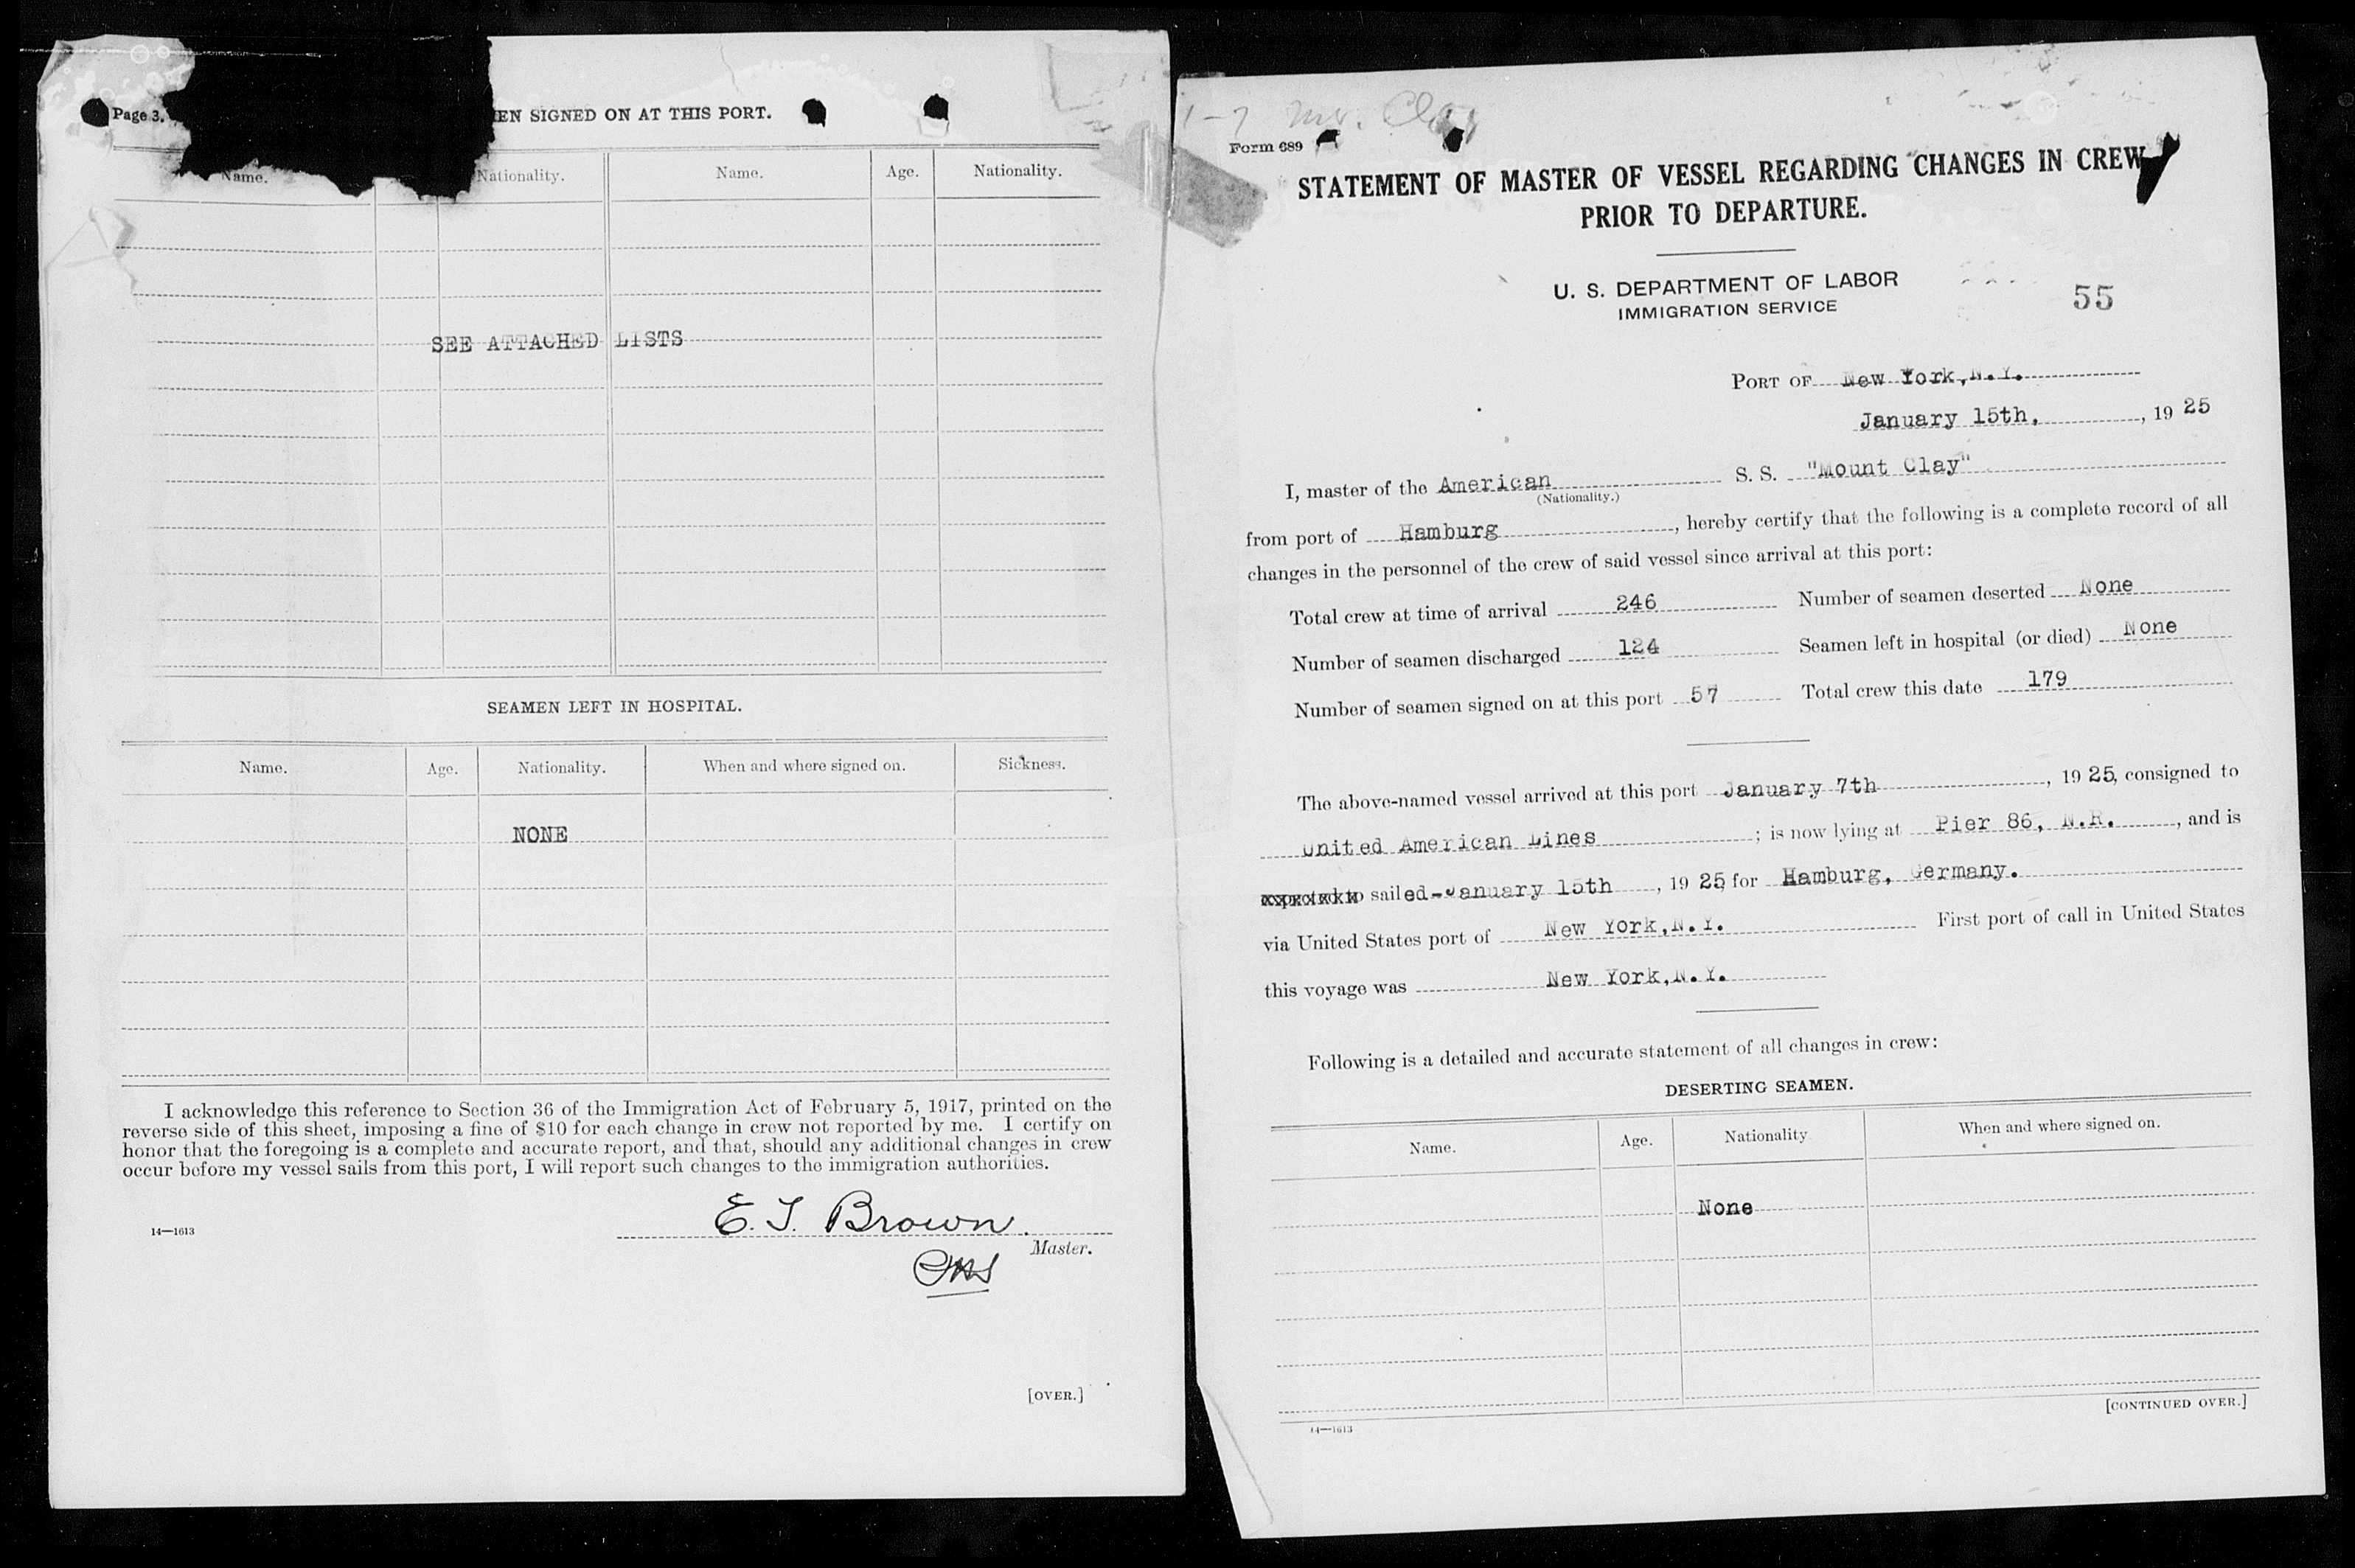 Page 3.
EN SIGNED ON AT THIS PORT.
Name. Nationality. Name. Age. Nationality.
SEE ATTACHED LISTS
SEAMEN LEFT IN HOSPITAL.
Name. Age. Nationality. When and where signed on. Sickness.
NONE
I acknowledge this reference to Section 36 of the Immigration Act of February 5, 1917, printed on the
reverse side of this sheet, imposing a fine of $10 for each change in crew not reported by me. I certify on
honor that the foregoing is a complete and accurate report, and that, should any additional changes in crew
occur before my vessel sails from this port, I will report such changes to the immigration authorities.
E. T. Brown.
14—1613
Master.
[OVER.]
1-7 Mt. Clay
Form 689
STATEMENT OF MASTER OF VESSEL REGARDING CHANGES IN CREW
PRIOR TO DEPARTURE.
U. S. DEPARTMENT OF LABOR
IMMIGRATION SERVICE
55
PORT OF New York,N.Y.
January 15th, , 19 25
I, master of the American S. S. "Mount Clay"
(Nationality.)
from port of Hamburg , hereby certify that the following is a complete record of all
changes in the personnel of the crew of said vessel since arrival at this port:
Total crew at time of arrival 246 Number of seamen deserted None
Number of seamen discharged 124 Seamen left in hospital (or died) None
Number of seamen signed on at this port 57 Total crew this date 179
The above-named vessel arrived at this port January 7th , 19 25, consigned to
United American Lines ; is now lying at Pier 86, N.R. , and is
expected to sailed-January 15th , 19 25, for Hamburg, Germany.
via United States port of New York,N.Y. First port of call in United States
this voyage was New York,N.Y.
Following is a detailed and accurate statement of all changes in crew:
DESERTING SEAMEN.
Name. Age. Nationality When and where signed on.
None
[CONTINUED OVER.]
14—1613